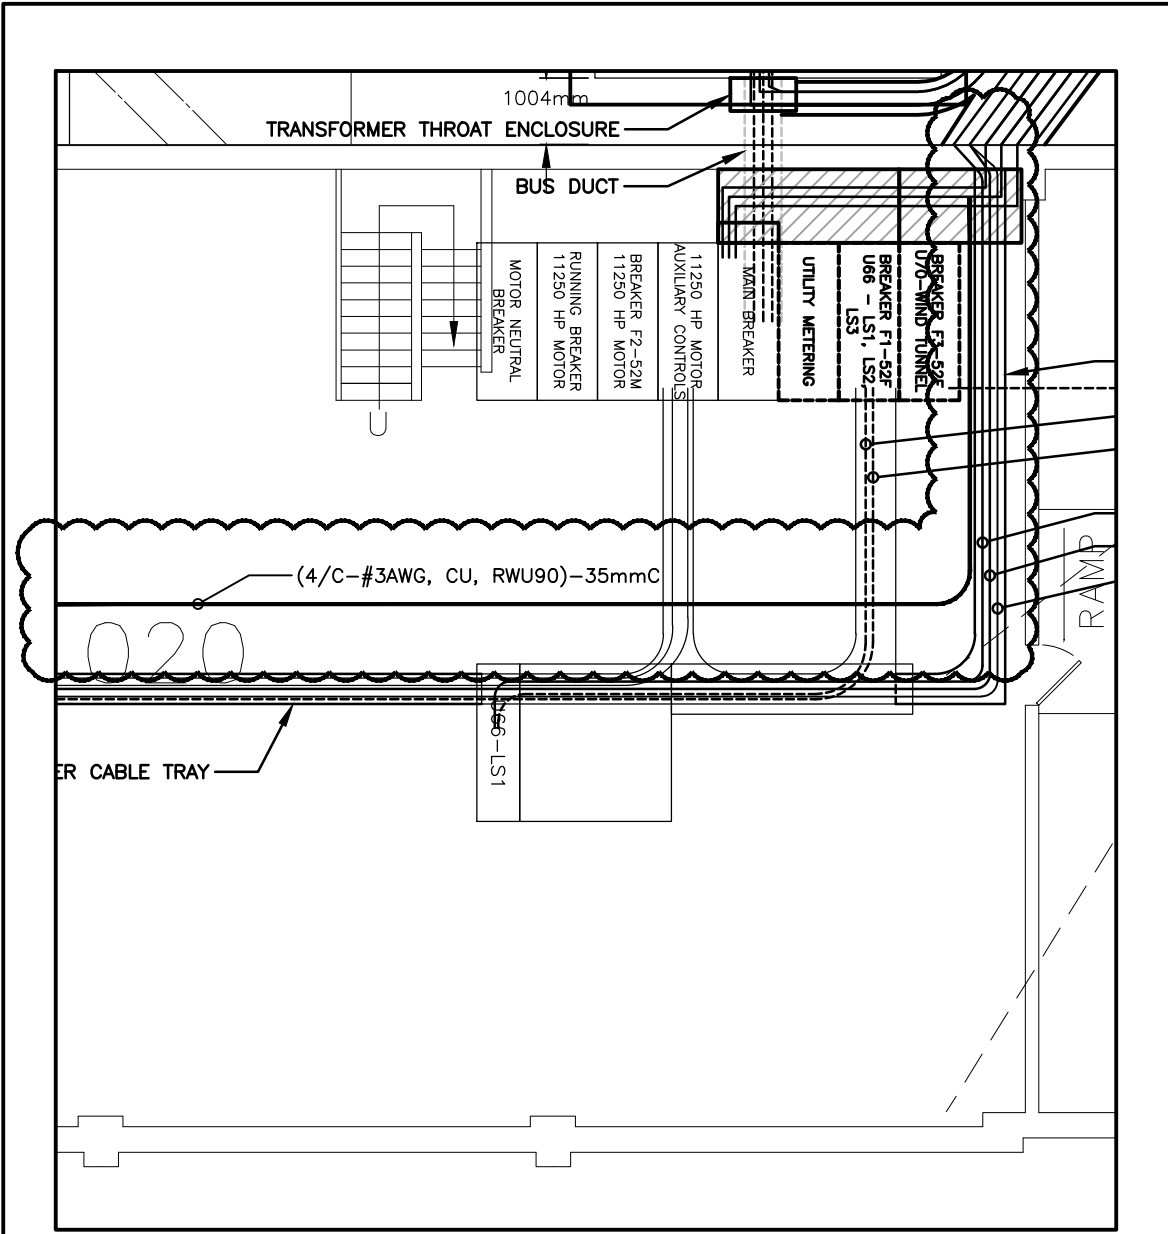 1004mm
TRANSFORMER THROAT ENCLOSURE
BUS DUCT
MOTOR NEUTRAL
BREAKER
RUNNING BREAKER
11250 HP MOTOR
BREAKER F2-52M
11250 HP MOTOR
11250 HP MOTOR
AUXILIARY CONTROLS
MAIN BREAKER
UTILITY METERING
BREAKER F1-52F
U66 - LS1, LS2
LS3
BREAKER F3-52F
U70-WIND TUNNEL
U
(4/C-#3AWG, CU, RWU90)-35mmC
RAMP
020
U66-LS1
ER CABLE TRAY